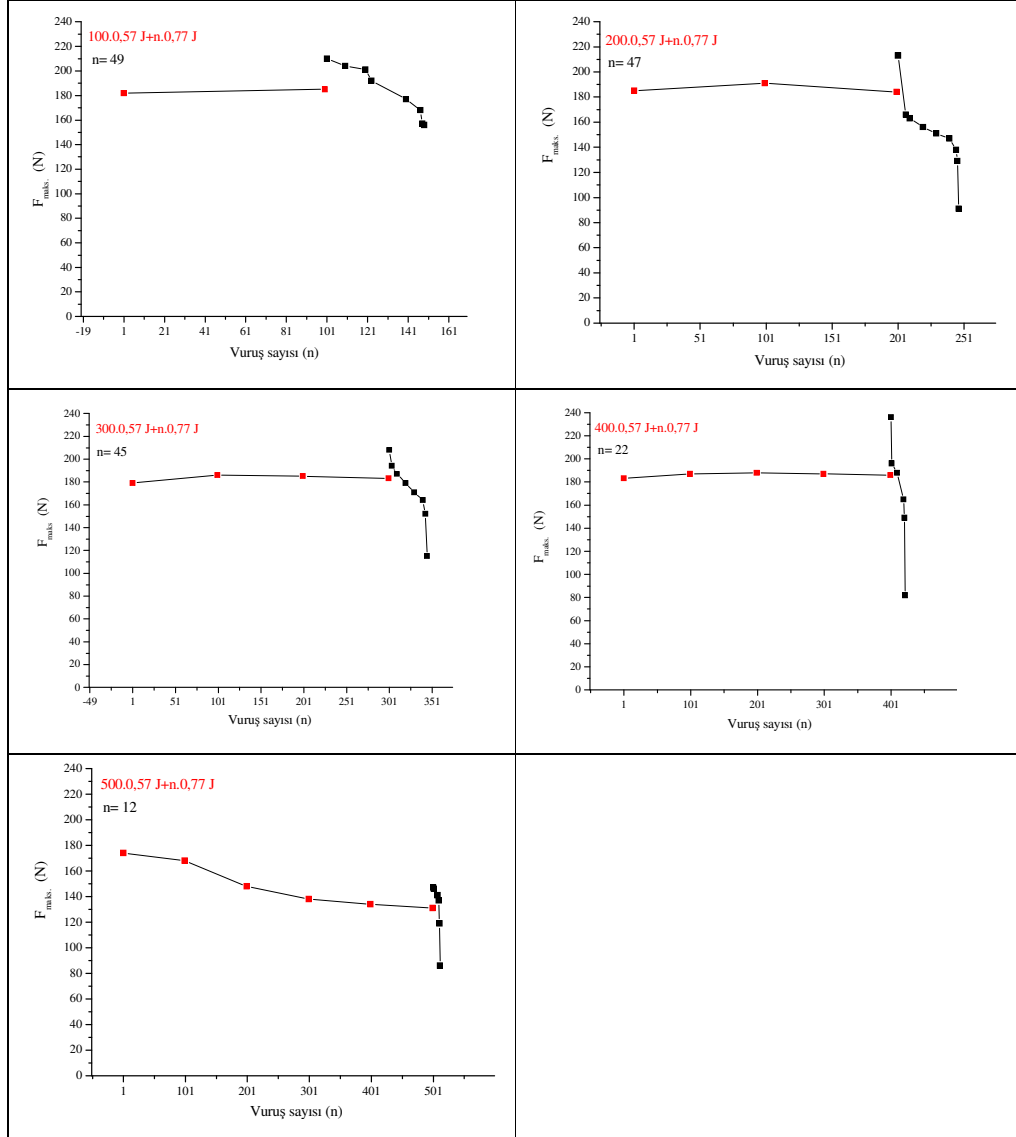 100.0,57 J+n.0,77 J
n= 49
240
220
200
180
160
140
120
100
80
60
40
20
0
F maks. (N)
-19 1 21 41 61 81 101 121 141 161
Vuruş sayısı (n)
200.0,57 J+n.0,77 J
n= 47
240
220
200
180
160
140
120
100
80
60
40
20
0
F maks. (N)
1 51 101 151 201 251
Vuruş sayısı (n)
300.0,57 J+n.0,77 J
n= 45
240
220
200
180
160
140
120
100
80
60
40
20
0
F maks (N)
-49 1 51 101 151 201 251 301 351
Vuruş sayısı (n)
400.0,57 J+n.0,77 J
n= 22
240
220
200
180
160
140
120
100
80
60
40
20
0
F maks. (N)
1 101 201 301 401
Vuruş sayısı (n)
500.0,57 J+n.0,77 J
n= 12
240
220
200
180
160
140
120
100
80
60
40
20
0
F maks. (N)
1 101 201 301 401 501
Vuruş sayısı (n)